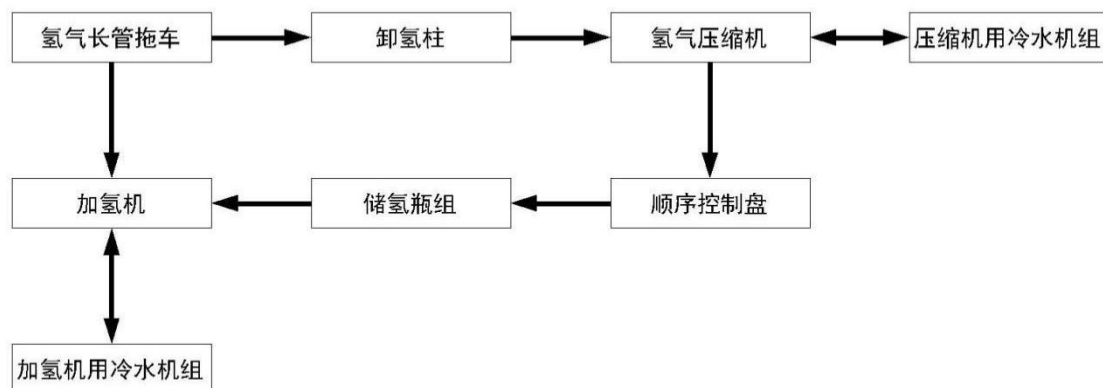 氢气长管拖车
卸氢柱
氢气压缩机
压缩机用冷水机组
加氢机
储氢瓶组
顺序控制盘
加氢机用冷水机组